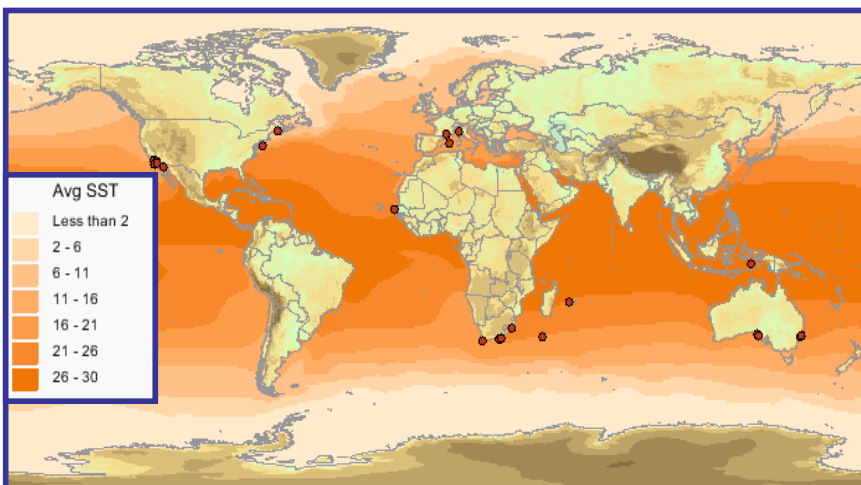 Avg SST
Less than 2
2 - 6
6 - 11
11 - 16
16 - 21
21 - 26
26 - 30